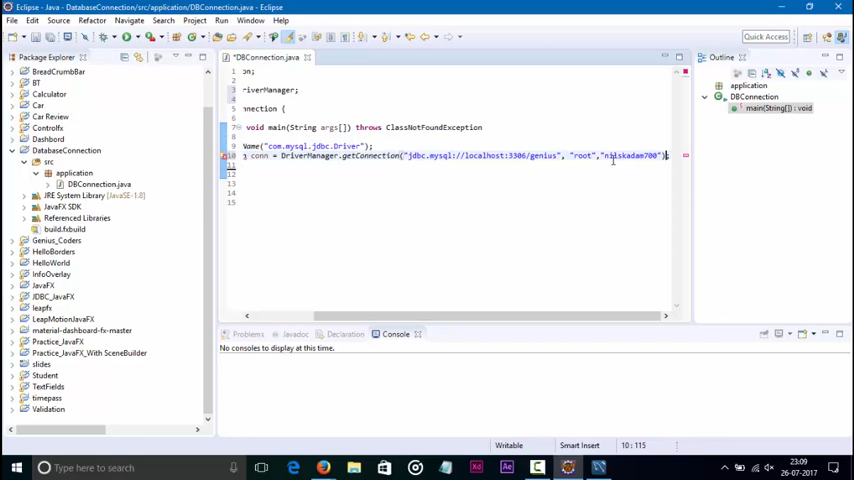 Java - DatabaseConnection/src/application/DBConnection.java - Eclipse
File Edit Source Refactor Navigate Search Project Run Window Help
Quick Access
Package Explorer
BreadCrumbBar
BT
Calculator
Car
Car Review
Controlfx
Dashbord
DatabaseConnection
src
application
DBConnection.java
JRE System Library [JavaSE-1.8]
JavaFX SDK
Referenced Libraries
build.fxbuild
Genius_Coders
HelloBorders
HelloWorld
InfoOverlay
JavaFX
JDBC_JavaFX
leapfx
LeapMotionJavaFX
material-dashboard-fx-master
Practice_JavaFX
Practice_JavaFX_With SceneBuilder
slides
Student
TextFields
timepass
Validation
*DBConnection.java
1 on;
2
3 riverManager;
4
5 nnection {
6
7 void main(String args[]) throws ClassNotFoundException
8
9 Name("com.mysql.jdbc.Driver");
10 n conn = DriverManager.getConnection("jdbc.mysql://localhost:3306/genius", "root","nilskadam700");
11
12
13
14
15
Outline
application
DBConnection
main(String[]) : void
Problems Javadoc Declaration Console
No consoles to display at this time.
Writable Smart Insert 10 : 115
Type here to search
Xd Ae
23:09
26-07-2017